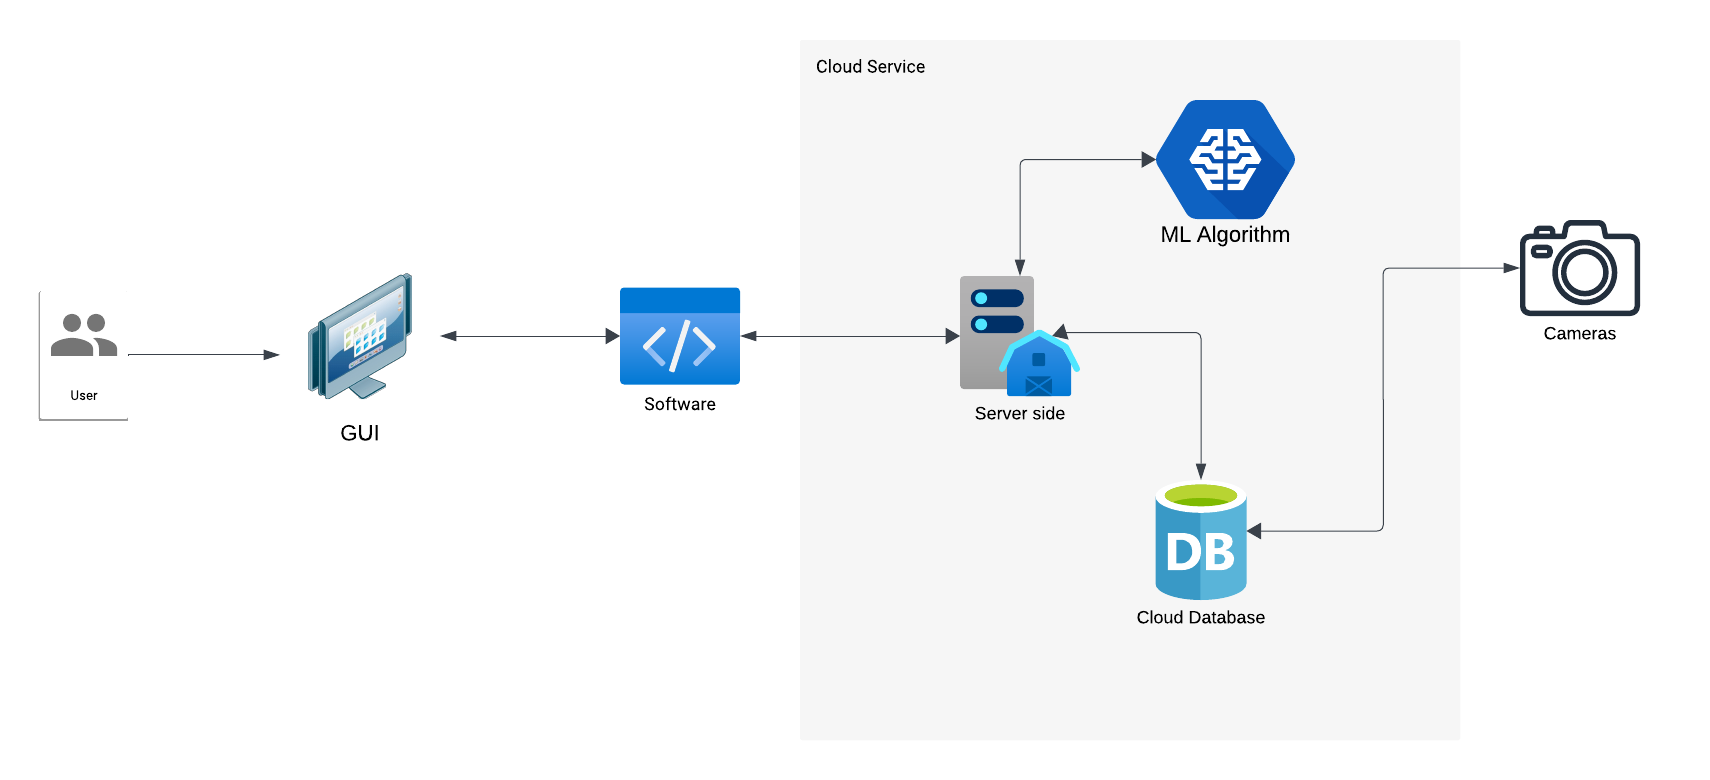 Cloud Service
ML Algorithm
Cameras
User
GUI
</>
Software
Server side
DB
Cloud Database